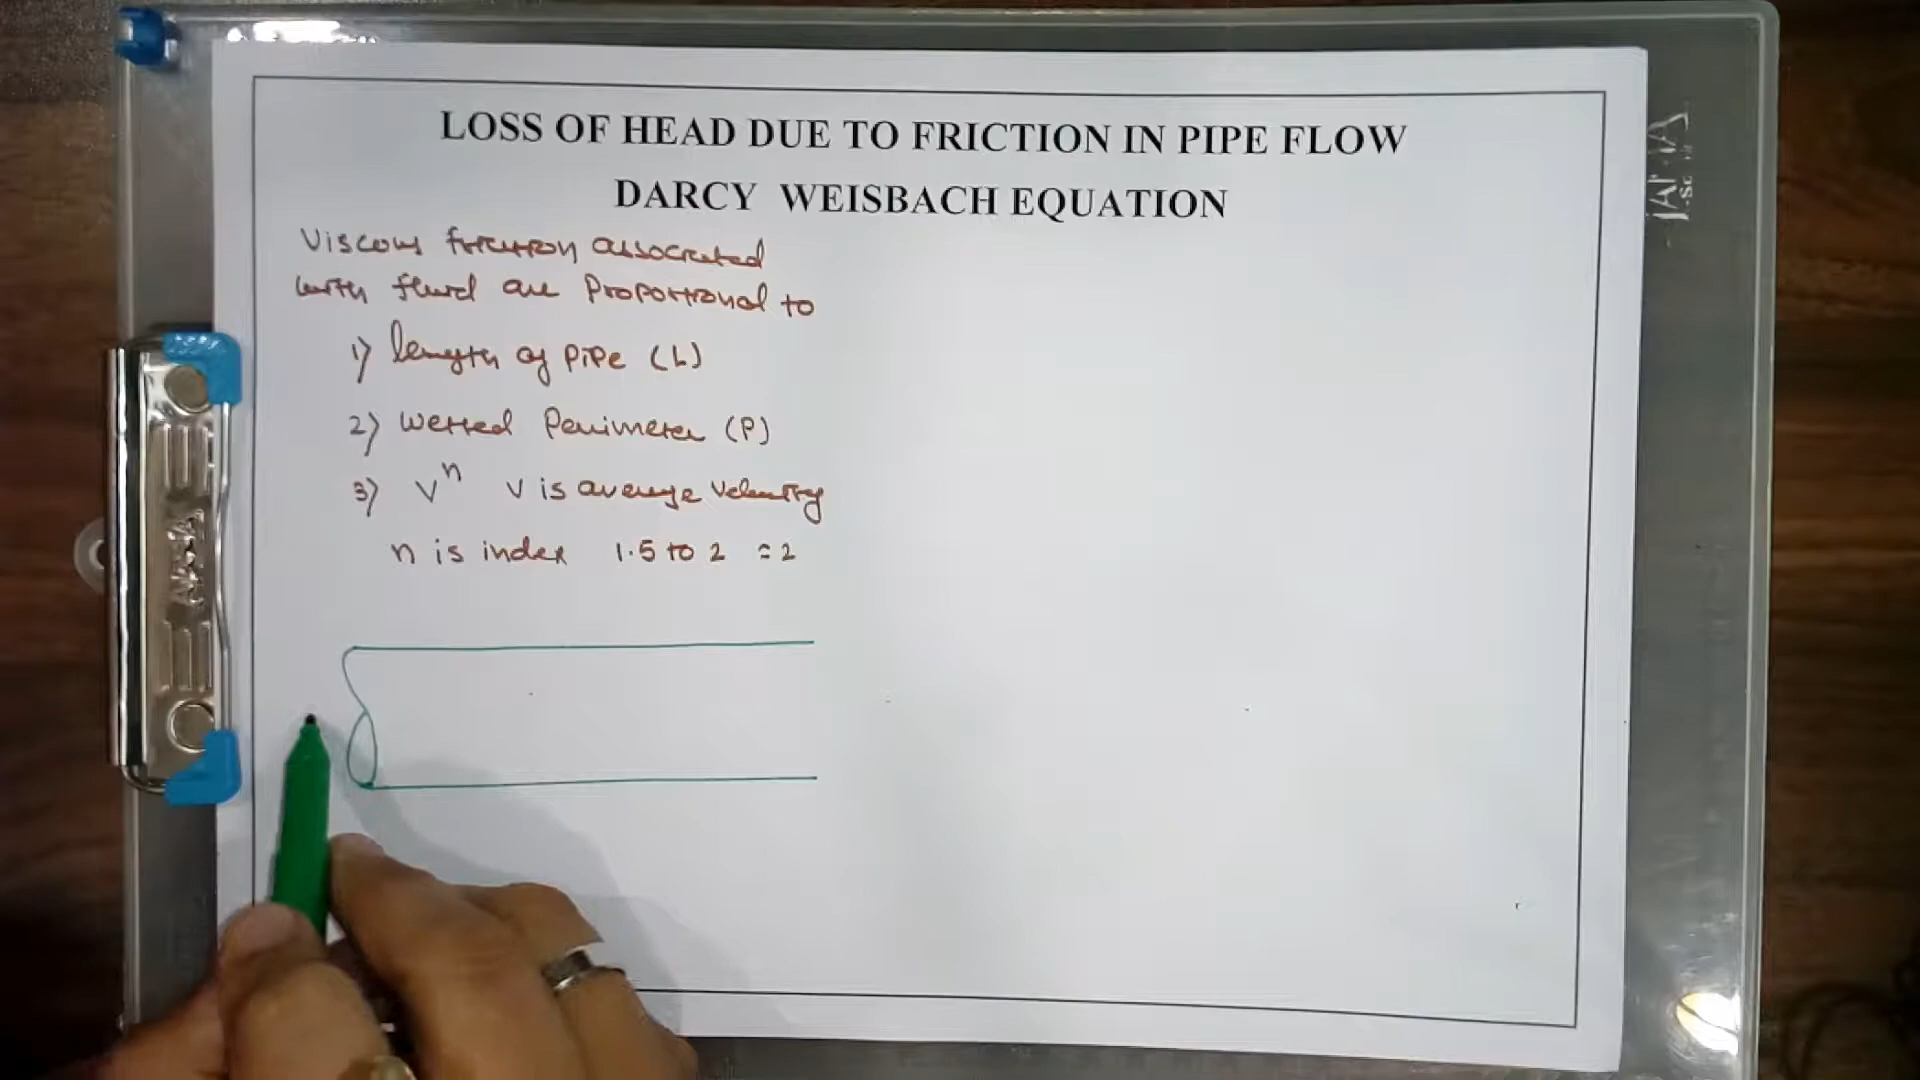 LOSS OF HEAD DUE TO FRICTION IN PIPE FLOW
DARCY WEISBACH EQUATION
Viscous friction associated
with fluid are Proportional to
1) length of pipe (L)
2) Wetted Perimeter (P)
3) V^n V is average Velocity
n is index 1.5 to 2 = 2